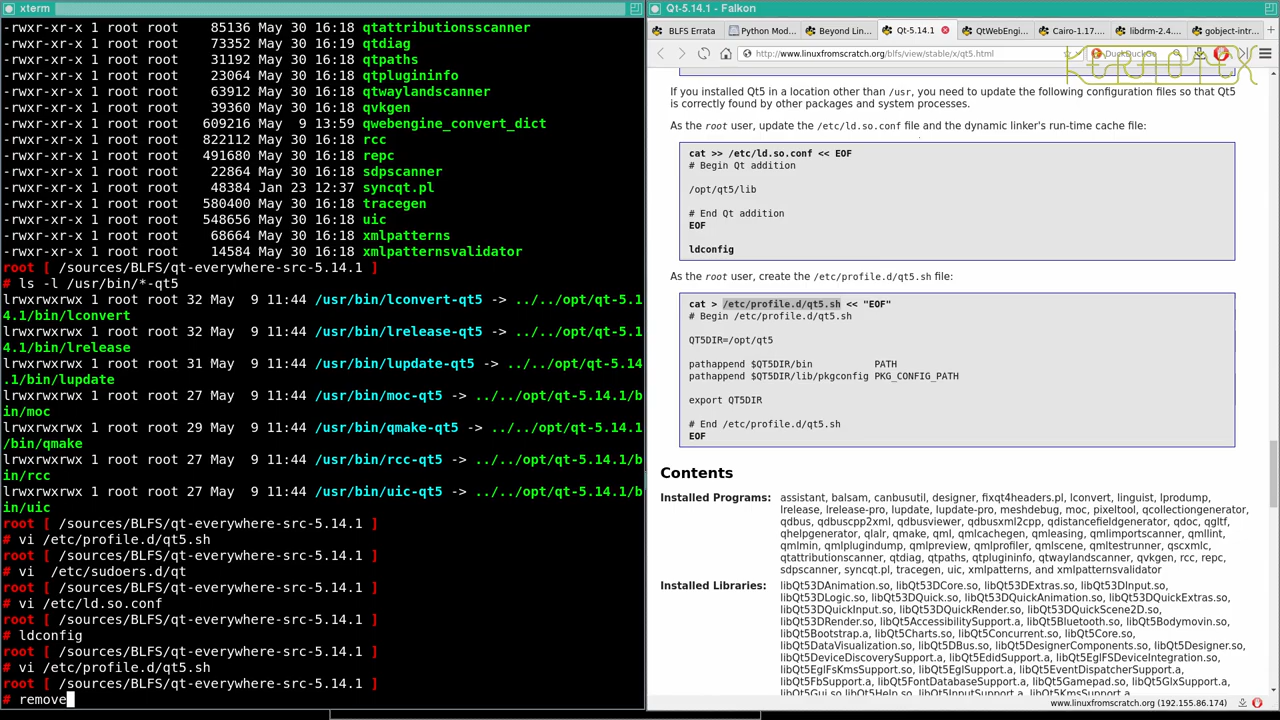 xterm
-rwxr-xr-x 1 root root   85136 May 30 16:18 qtattributionsscanner
-rwxr-xr-x 1 root root   73352 May 30 16:19 qtdiag
-rwxr-xr-x 1 root root   31192 May 30 16:18 qtpaths
-rwxr-xr-x 1 root root   23064 May 30 16:18 qtplugininfo
-rwxr-xr-x 1 root root   63912 May 30 16:18 qtwaylandscanner
-rwxr-xr-x 1 root root   39360 May 30 16:18 qvkgen
-rwxr-xr-x 1 root root  609216 May  9 13:59 qwebengine_convert_dict
-rwxr-xr-x 1 root root  822112 May 30 16:18 rcc
-rwxr-xr-x 1 root root  491680 May 30 16:18 repc
-rwxr-xr-x 1 root root   22864 May 30 16:18 sdpscanner
-rwxr-xr-x 1 root root   48384 Jan 23 12:37 syncqt.pl
-rwxr-xr-x 1 root root  580400 May 30 16:18 tracegen
-rwxr-xr-x 1 root root  548656 May 30 16:18 uic
-rwxr-xr-x 1 root root   68664 May 30 16:18 xmlpatterns
-rwxr-xr-x 1 root root   14584 May 30 16:18 xmlpatternsvalidator
root [ /sources/BLFS/qt-everywhere-src-5.14.1 ]
# ls -l /usr/bin/*-qt5
lrwxrwxrwx 1 root root 32 May  9 11:44 /usr/bin/lconvert-qt5 -> ../../opt/qt-5.1
4.1/bin/lconvert
lrwxrwxrwx 1 root root 32 May  9 11:44 /usr/bin/lrelease-qt5 -> ../../opt/qt-5.1
4.1/bin/lrelease
lrwxrwxrwx 1 root root 31 May  9 11:44 /usr/bin/lupdate-qt5 -> ../../opt/qt-5.14
.1/bin/lupdate
lrwxrwxrwx 1 root root 27 May  9 11:44 /usr/bin/moc-qt5 -> ../../opt/qt-5.14.1/b
in/moc
lrwxrwxrwx 1 root root 29 May  9 11:44 /usr/bin/qmake-qt5 -> ../../opt/qt-5.14.1
/bin/qmake
lrwxrwxrwx 1 root root 27 May  9 11:44 /usr/bin/rcc-qt5 -> ../../opt/qt-5.14.1/b
in/rcc
lrwxrwxrwx 1 root root 27 May  9 11:44 /usr/bin/uic-qt5 -> ../../opt/qt-5.14.1/b
in/uic
root [ /sources/BLFS/qt-everywhere-src-5.14.1 ]
# vi /etc/profile.d/qt5.sh
root [ /sources/BLFS/qt-everywhere-src-5.14.1 ]
# vi  /etc/sudoers.d/qt
root [ /sources/BLFS/qt-everywhere-src-5.14.1 ]
# vi /etc/ld.so.conf
root [ /sources/BLFS/qt-everywhere-src-5.14.1 ]
# ldconfig
root [ /sources/BLFS/qt-everywhere-src-5.14.1 ]
# vi /etc/profile.d/qt5.sh
root [ /sources/BLFS/qt-everywhere-src-5.14.1 ]
# remove
Qt-5.14.1 - Falkon
BLFS Errata  Python Mod...  Beyond Lin...  Qt-5.14.1  QtWebEngi...  Cairo-1.17....  libdrm-2.4....  gobject-intr...
http://www.linuxfromscratch.org/blfs/view/stable/x/qt5.html  DuckDuckGo
KERNOTEX
If you installed Qt5 in a location other than /usr, you need to update the following configuration files so that Qt5
is correctly found by other packages and system processes.
As the root user, update the /etc/ld.so.conf file and the dynamic linker's run-time cache file:
cat >> /etc/ld.so.conf << EOF
# Begin Qt addition
/opt/qt5/lib
# End Qt addition
EOF
ldconfig
As the root user, create the /etc/profile.d/qt5.sh file:
cat > /etc/profile.d/qt5.sh << "EOF"
# Begin /etc/profile.d/qt5.sh
QT5DIR=/opt/qt5
pathappend $QT5DIR/bin           PATH
pathappend $QT5DIR/lib/pkgconfig PKG_CONFIG_PATH
export QT5DIR
# End /etc/profile.d/qt5.sh
EOF
Contents
Installed Programs: assistant, balsam, canbusutil, designer, fixqt4headers.pl, lconvert, linguist, lprodump,
lrelease, lrelease-pro, lupdate, lupdate-pro, meshdebug, moc, pixeltool, qcollectiongenerator,
qdbus, qdbuscpp2xml, qdbusviewer, qdbusxml2cpp, qdistancefieldgenerator, qdoc, qgltf,
qhelpgenerator, qlalr, qmake, qml, qmlcachegen, qmleasing, qmlimportscanner, qmllint,
qmlmin, qmlplugindump, qmlpreview, qmlprofiler, qmlscene, qmltestrunner, qscxmlc,
qtattributionsscanner, qtdiag, qtpaths, qtplugininfo, qtwaylandscanner, qvkgen, rcc, repc,
sdpscanner, syncqt.pl, tracegen, uic, xmlpatterns, and xmlpatternsvalidator
Installed Libraries: libQt53DAnimation.so, libQt53DCore.so, libQt53DExtras.so, libQt53DInput.so,
libQt53DLogic.so, libQt53DQuick.so, libQt53DQuickAnimation.so, libQt53DQuickExtras.so,
libQt53DQuickInput.so, libQt53DQuickRender.so, libQt53DQuickScene2D.so,
libQt53DRender.so, libQt5AccessibilitySupport.a, libQt5Bluetooth.so, libQt5Bodymovin.so,
libQt5Bootstrap.a, libQt5Charts.so, libQt5Concurrent.so, libQt5Core.so,
libQt5DataVisualization.so, libQt5DBus.so, libQt5DesignerComponents.so, libQt5Designer.so,
libQt5DeviceDiscoverySupport.a, libQt5EdidSupport.a, libQt5EglFSDeviceIntegration.so,
libQt5EglFsKmsSupport.so, libQt5EglSupport.a, libQt5EventDispatcherSupport.a,
libQt5FbSupport.a, libQt5FontDatabaseSupport.a, libQt5Gamepad.so, libQt5GlxSupport.a,
libQt5Gui.so, libQt5Help.so, libQt5InputSupport.a, libQt5KmsSupport.a,
www.linuxfromscratch.org (192.155.86.174)